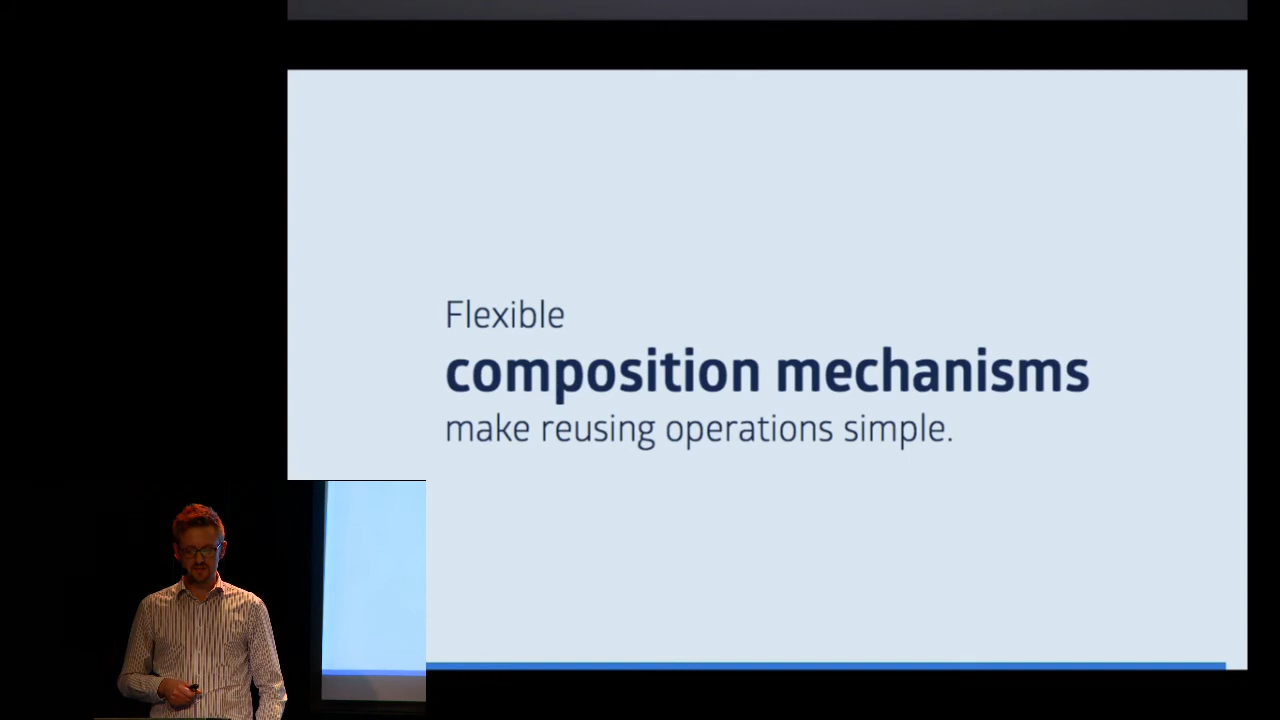 Flexible
composition mechanisms
make reusing operations simple.